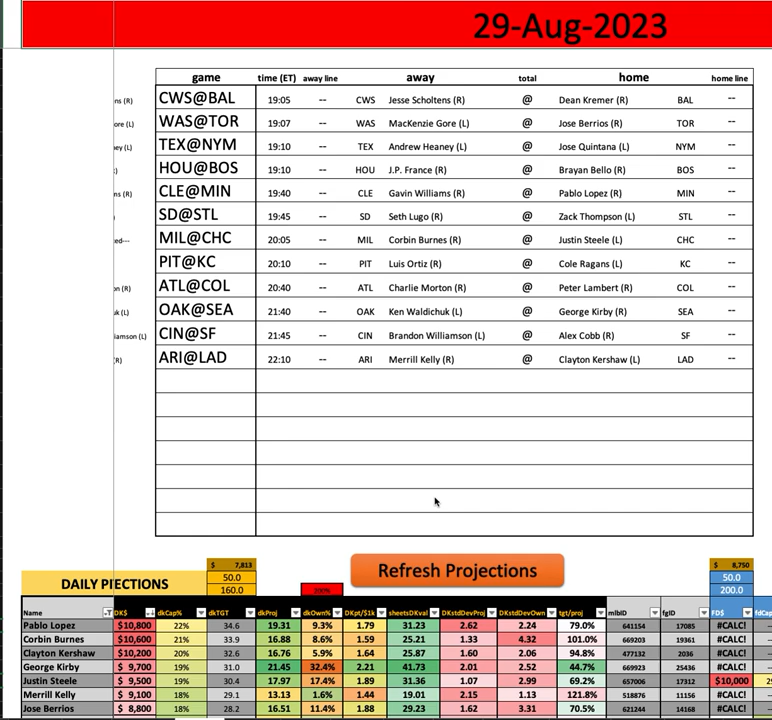 29-Aug-2023
game time (ET) away line away total home home line
ns (R) CWS@BAL 19:05 -- CWS Jesse Scholtens (R) @ Dean Kremer (R) BAL --
ore (L) WAS@TOR 19:07 -- WAS MacKenzie Gore (L) @ Jose Berrios (R) TOR --
ney (L) TEX@NYM 19:10 -- TEX Andrew Heaney (L) @ Jose Quintana (L) NYM --
) HOU@BOS 19:10 -- HOU J.P. France (R) @ Brayan Bello (R) BOS --
ns (R) CLE@MIN 19:40 -- CLE Gavin Williams (R) @ Pablo Lopez (R) MIN --
SD@STL 19:45 -- SD Seth Lugo (R) @ Zack Thompson (L) STL --
ed--- MIL@CHC 20:05 -- MIL Corbin Burnes (R) @ Justin Steele (L) CHC --
PIT@KC 20:10 -- PIT Luis Ortiz (R) @ Cole Ragans (L) KC --
on (R) ATL@COL 20:40 -- ATL Charlie Morton (R) @ Peter Lambert (R) COL --
uk (L) OAK@SEA 21:40 -- OAK Ken Waldichuk (L) @ George Kirby (R) SEA --
iamson (L) CIN@SF 21:45 -- CIN Brandon Williamson (L) @ Alex Cobb (R) SF --
(R) ARI@LAD 22:10 -- ARI Merrill Kelly (R) @ Clayton Kershaw (L) LAD --
$ 7,813 $ 8,750
DAILY PIECTIONS 50.0 Refresh Projections 50.0
160.0 200% 200.0
Name DK$ dkCap% dkTGT dkProj dkOwn% DKpt/$1k sheetsDKval DKstdDevProj DKstdDevOwn tgt/proj mlbID fgID FD$ fdCap
Pablo Lopez $10,800 22% 34.6 19.31 9.3% 1.79 31.23 2.62 2.24 79.0% 641154 17085 #CALC! --
Corbin Burnes $10,600 21% 33.9 16.88 8.6% 1.59 25.21 1.33 4.32 101.0% 669203 19361 #CALC! --
Clayton Kershaw $10,200 20% 32.6 16.76 5.9% 1.64 25.87 1.60 2.06 94.8% 477132 2036 #CALC! --
George Kirby $ 9,700 19% 31.0 21.45 32.4% 2.21 41.73 2.01 2.52 44.7% 669923 25436 #CALC! --
Justin Steele $ 9,500 19% 30.4 17.97 17.4% 1.89 31.36 1.07 2.99 69.2% 657006 17312 $10,000 2
Merrill Kelly $ 9,100 18% 29.1 13.13 1.6% 1.44 19.01 2.15 1.13 121.8% 518876 11156 #CALC! --
Jose Berrios $ 8,800 18% 28.2 16.51 11.4% 1.88 29.23 1.62 3.31 70.5% 621244 14168 #CALC! --